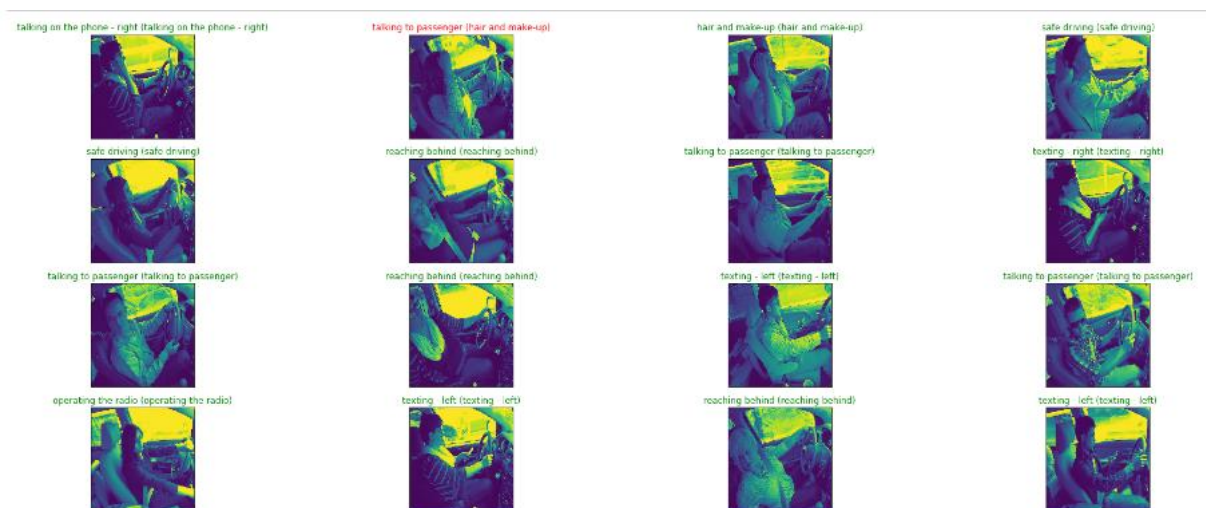 talking on the phone - right (talking on the phone - right)
talking to passenger (hair and make-up)
hair and make-up (hair and make-up)
safe driving (safe driving)
safe driving (safe driving)
reaching behind (reaching behind)
talking to passenger (talking to passenger)
texting - right (texting - right)
talking to passenger (talking to passenger)
reaching behind (reaching behind)
texting - left (texting - left)
talking to passenger (talking to passenger)
operating the radio (operating the radio)
texting - left (texting - left)
reaching behind (reaching behind)
texting - left (texting - left)